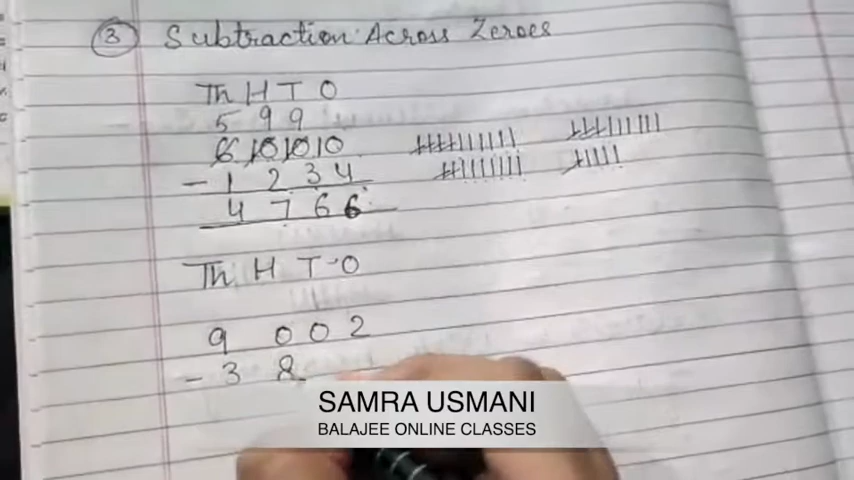 3 Subtraction Across Zeroes
Th H T O
5 9 9
6 10 10 10
- 1 2 3 4
4 7 6 6
Th H T O
9 0 0 2
- 3 8
SAMRA USMANI
BALAJEE ONLINE CLASSES